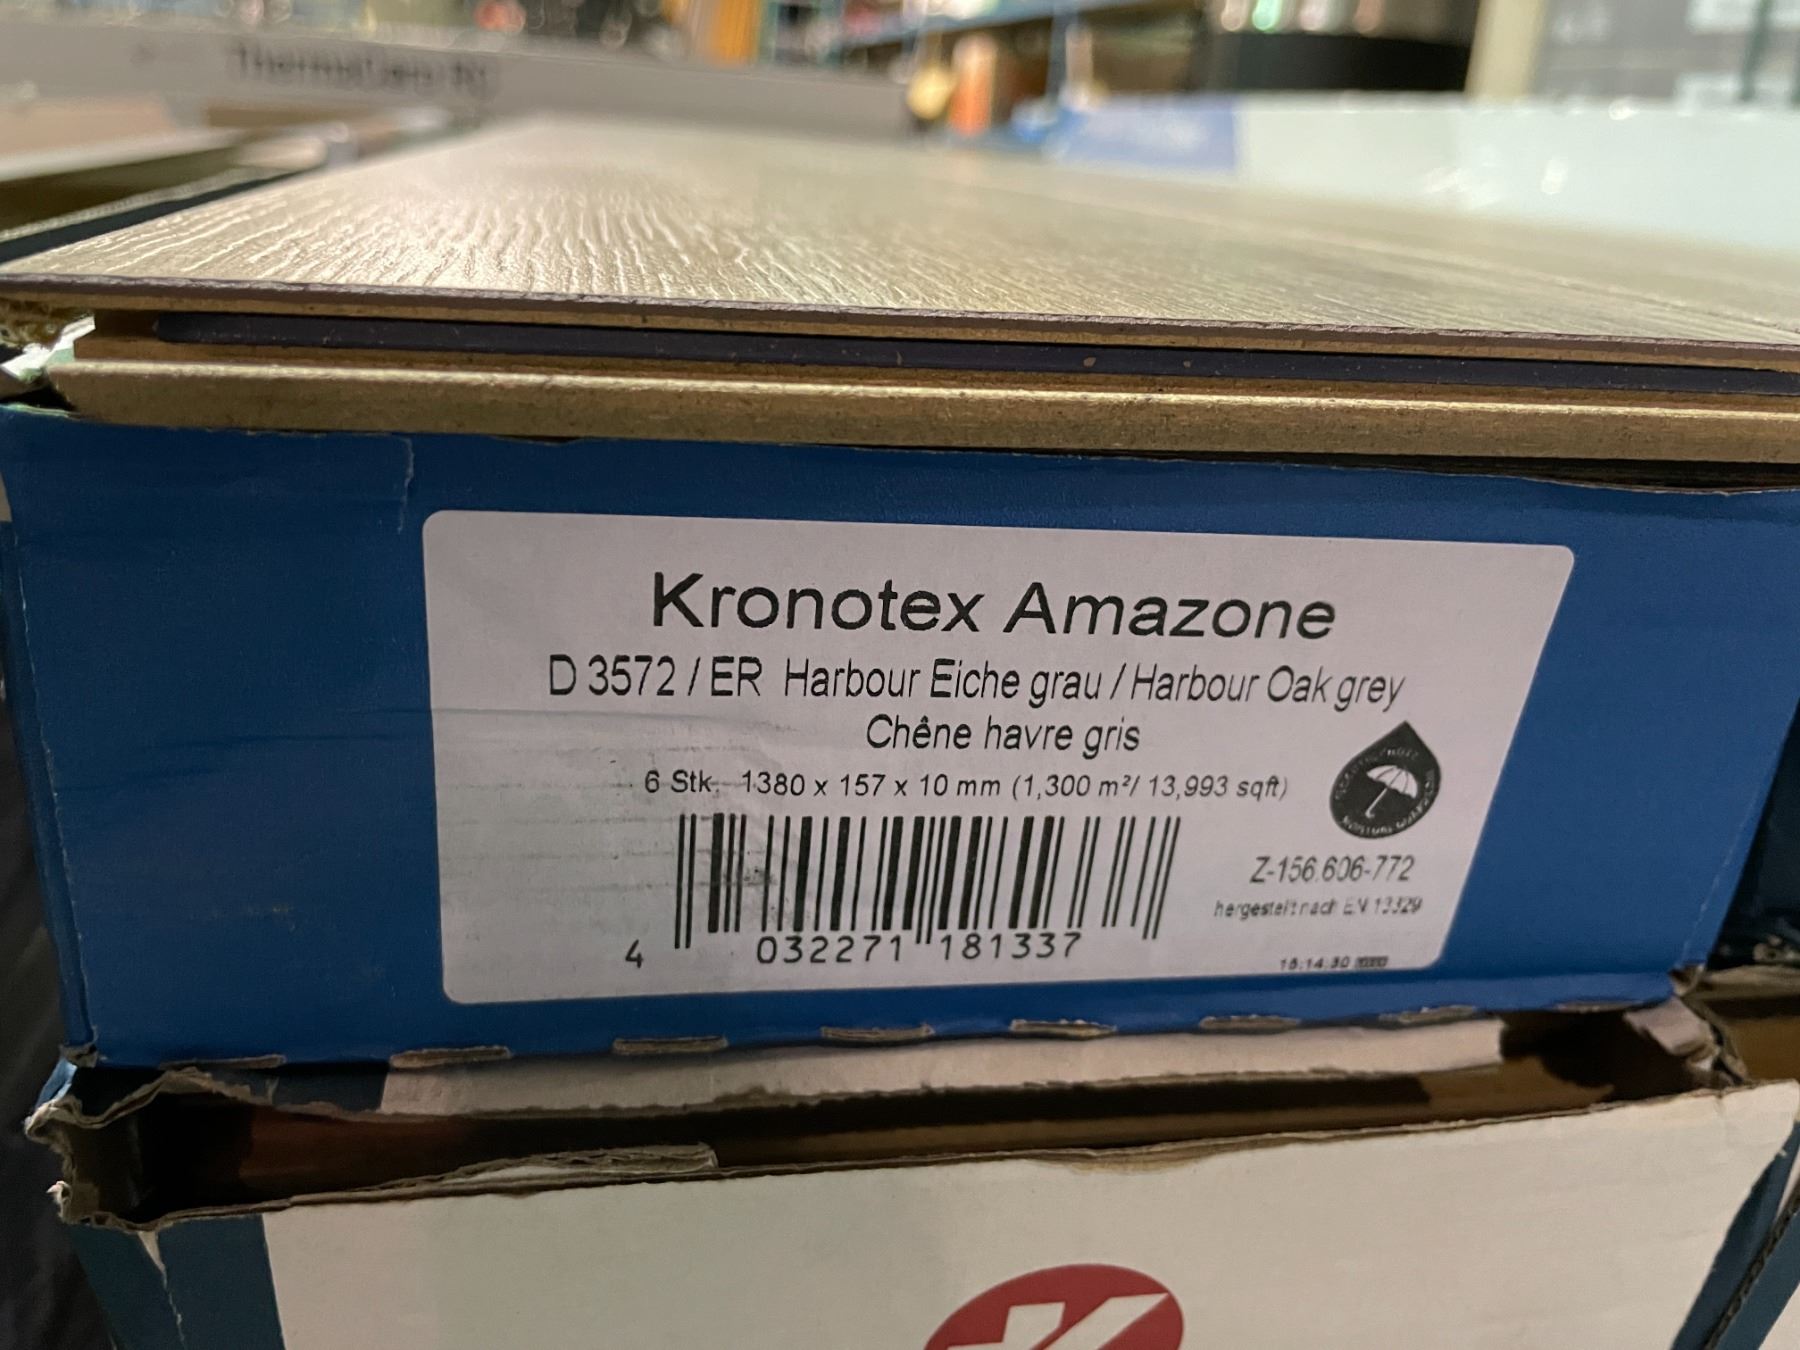 Kronotex Amazone
D 3572 / ER Harbour Eiche grau / Harbour Oak grey
Chêne havre gris
6 Stk. 1380 x 157 x 10 mm (1,300 m²/ 13,993 sqft)
Z-156.606-772
hergestellt nach EN 13329
4 032271 181337